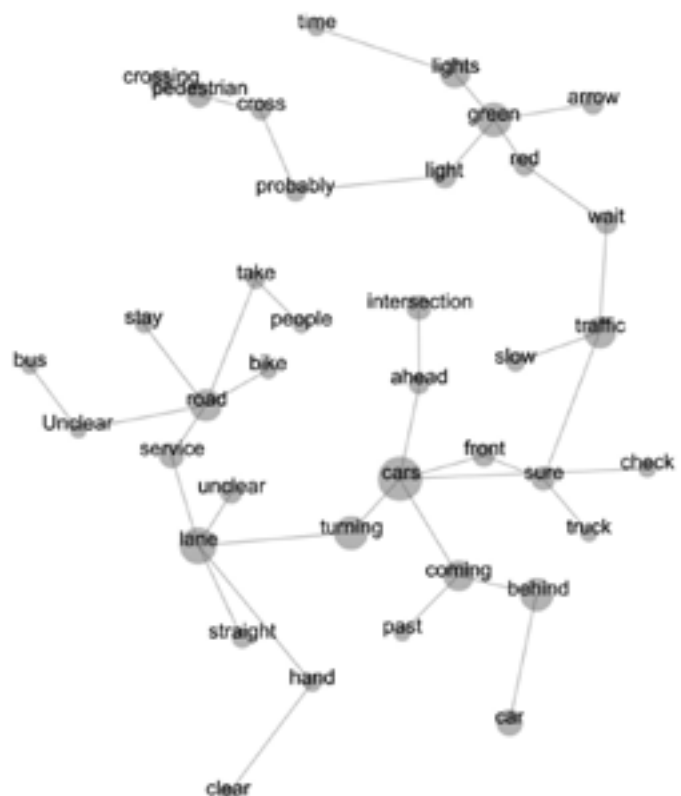 time
lights
crossing
pedestrian
cross
green
arrow
light
red
probably
wait
take
intersection
stay
people
traffic
bus
bike
slow
ahead
road
Unclear
service
front
cars
sure
check
unclear
turning
truck
lane
coming
behind
straight
past
hand
car
clear